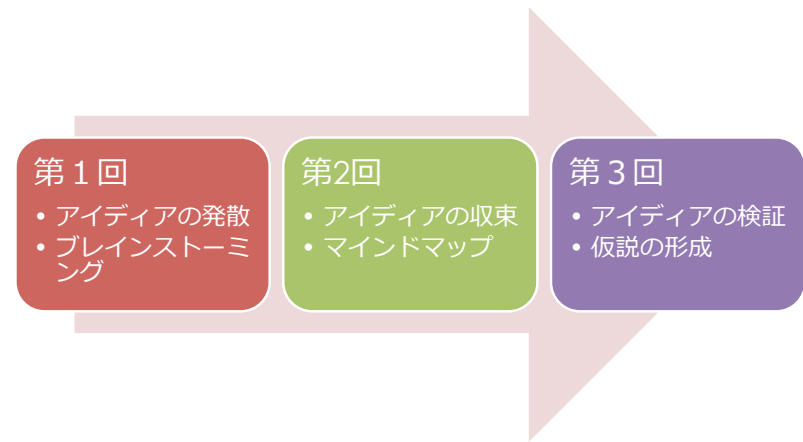 第１回
• アイディアの発散
• ブレインストーミ
ング
第2回
• アイディアの収束
• マインドマップ
第３回
• アイディアの検証
• 仮説の形成